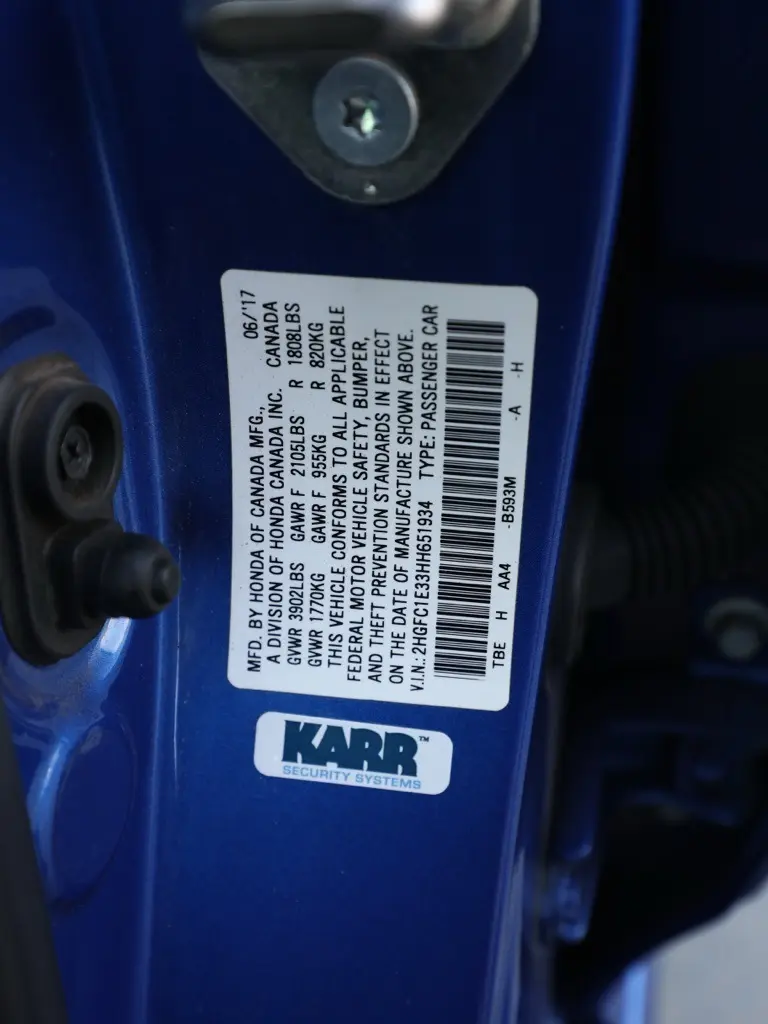 MFD. BY HONDA OF CANADA MFG., 06/'17
A DIVISION OF HONDA CANADA INC. CANADA
GVWR 3902LBS GAWR F 2105LBS R 1808LBS
GVWR 1770KG GAWR F 955KG R 820KG
THIS VEHICLE CONFORMS TO ALL APPLICABLE
FEDERAL MOTOR VEHICLE SAFETY, BUMPER,
AND THEFT PREVENTION STANDARDS IN EFFECT
ON THE DATE OF MANUFACTURE SHOWN ABOVE.
V.I.N.: 2HGFC1E33HH651934 TYPE: PASSENGER CAR
TBE H AA4 -B593M -A -H
KARR™
SECURITY SYSTEMS